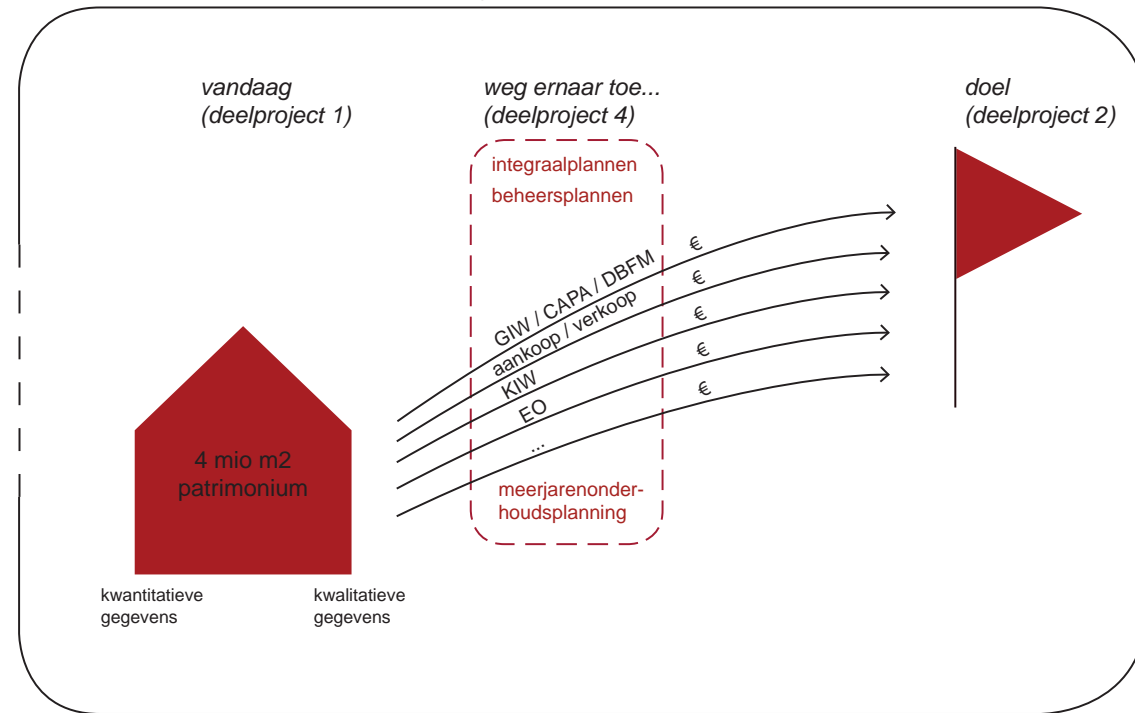 vandaag
(deelproject 1)
weg ernaar toe...
(deelproject 4)
doel
(deelproject 2)
integraalplannen
beheersplannen
GIW / CAPA / DBFM
€
aankoop / verkoop
€
KIW
€
EO
€
...
€
meerjarenonder-
houdsplanning
4 mio m2
patrimonium
kwantitatieve
gegevens
kwalitatieve
gegevens